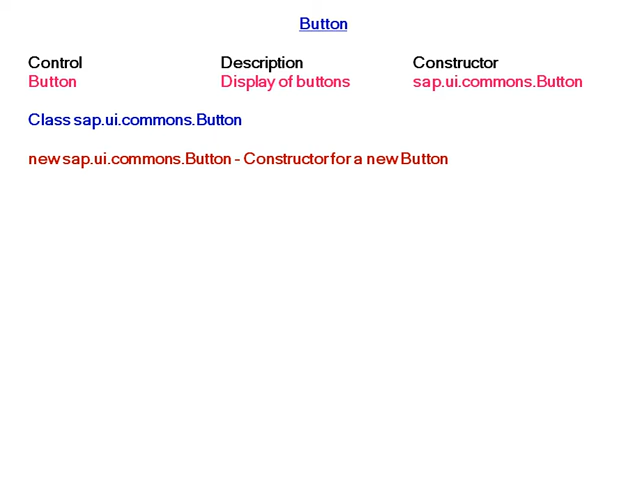 Button
Control Description Constructor
Button Display of buttons sap.ui.commons.Button
Class sap.ui.commons.Button
new sap.ui.commons.Button - Constructor for a new Button